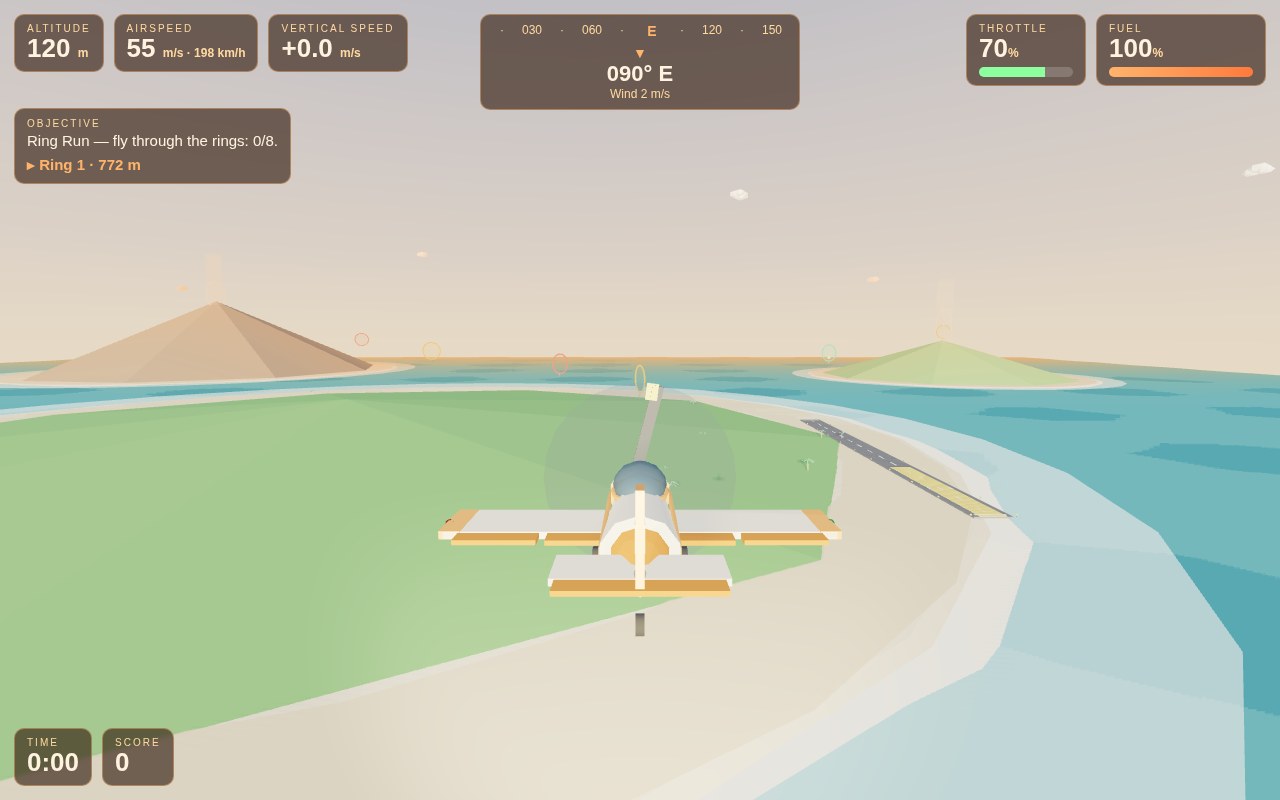 ALTITUDE
120 m
AIRSPEED
55 m/s · 198 km/h
VERTICAL SPEED
+0.0 m/s
· 030 · 060 · E · 120 · 150
▼
090° E
Wind 2 m/s
THROTTLE
70%
FUEL
100%
OBJECTIVE
Ring Run — fly through the rings: 0/8.
▸ Ring 1 · 772 m
TIME
0:00
SCORE
0